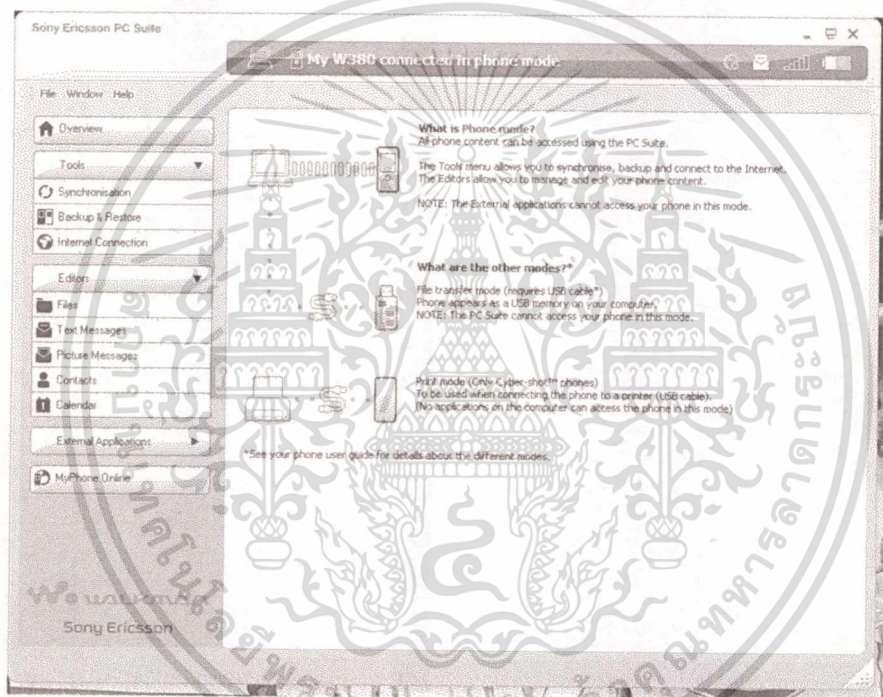 Sony Ericsson PC Suite
My W380 connected in phone mode
File Window Help
Overview
Tools
Synchronisation
Backup & Restore
Internet Connection
Editors
Files
Text Messages
Picture Messages
Contacts
Calendar
External Applications
MyPhone Online
WALKMAN
Sony Ericsson
What is Phone mode?
All phone content can be accessed using the PC Suite.
The Tools menu allows you to synchronise, backup and connect to the Internet.
The Editors allow you to manage and edit your phone content.
NOTE: The External applications cannot access your phone in this mode.
What are the other modes?*
File transfer mode (requires USB cable*)
Phone appears as a USB memory on your computer.
NOTE: The PC Suite cannot access your phone in this mode.
Print mode (Only Cyber-shot™ phones)
To be used when connecting the phone to a printer (USB cable).
(No applications on the computer can access the phone in this mode)
*See your phone user guide for details about the different modes.